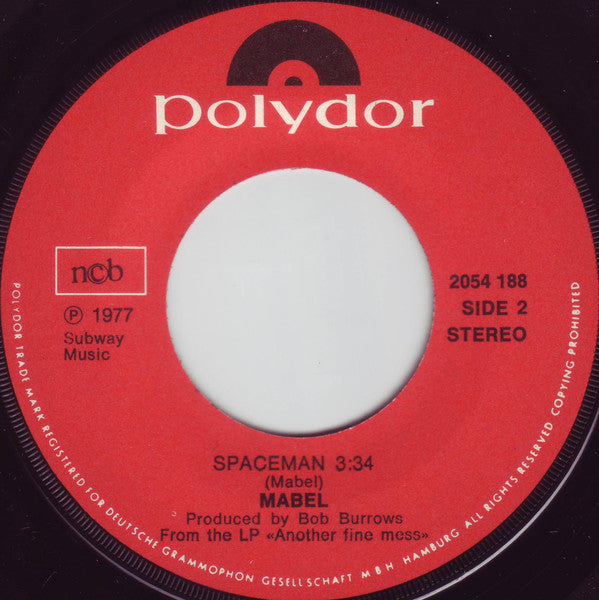 polydor
n©b
℗ 1977
Subway
Music
2054 188
SIDE 2
STEREO
SPACEMAN 3:34
(Mabel)
MABEL
Produced by Bob Burrows
From the LP «Another fine mess»
POLYDOR TRADE MARK REGISTERED FOR DEUTSCHE GRAMMOPHON GESELLSCHAFT MBH HAMBURG ALL RIGHTS RESERVED COPYING PROHIBITED